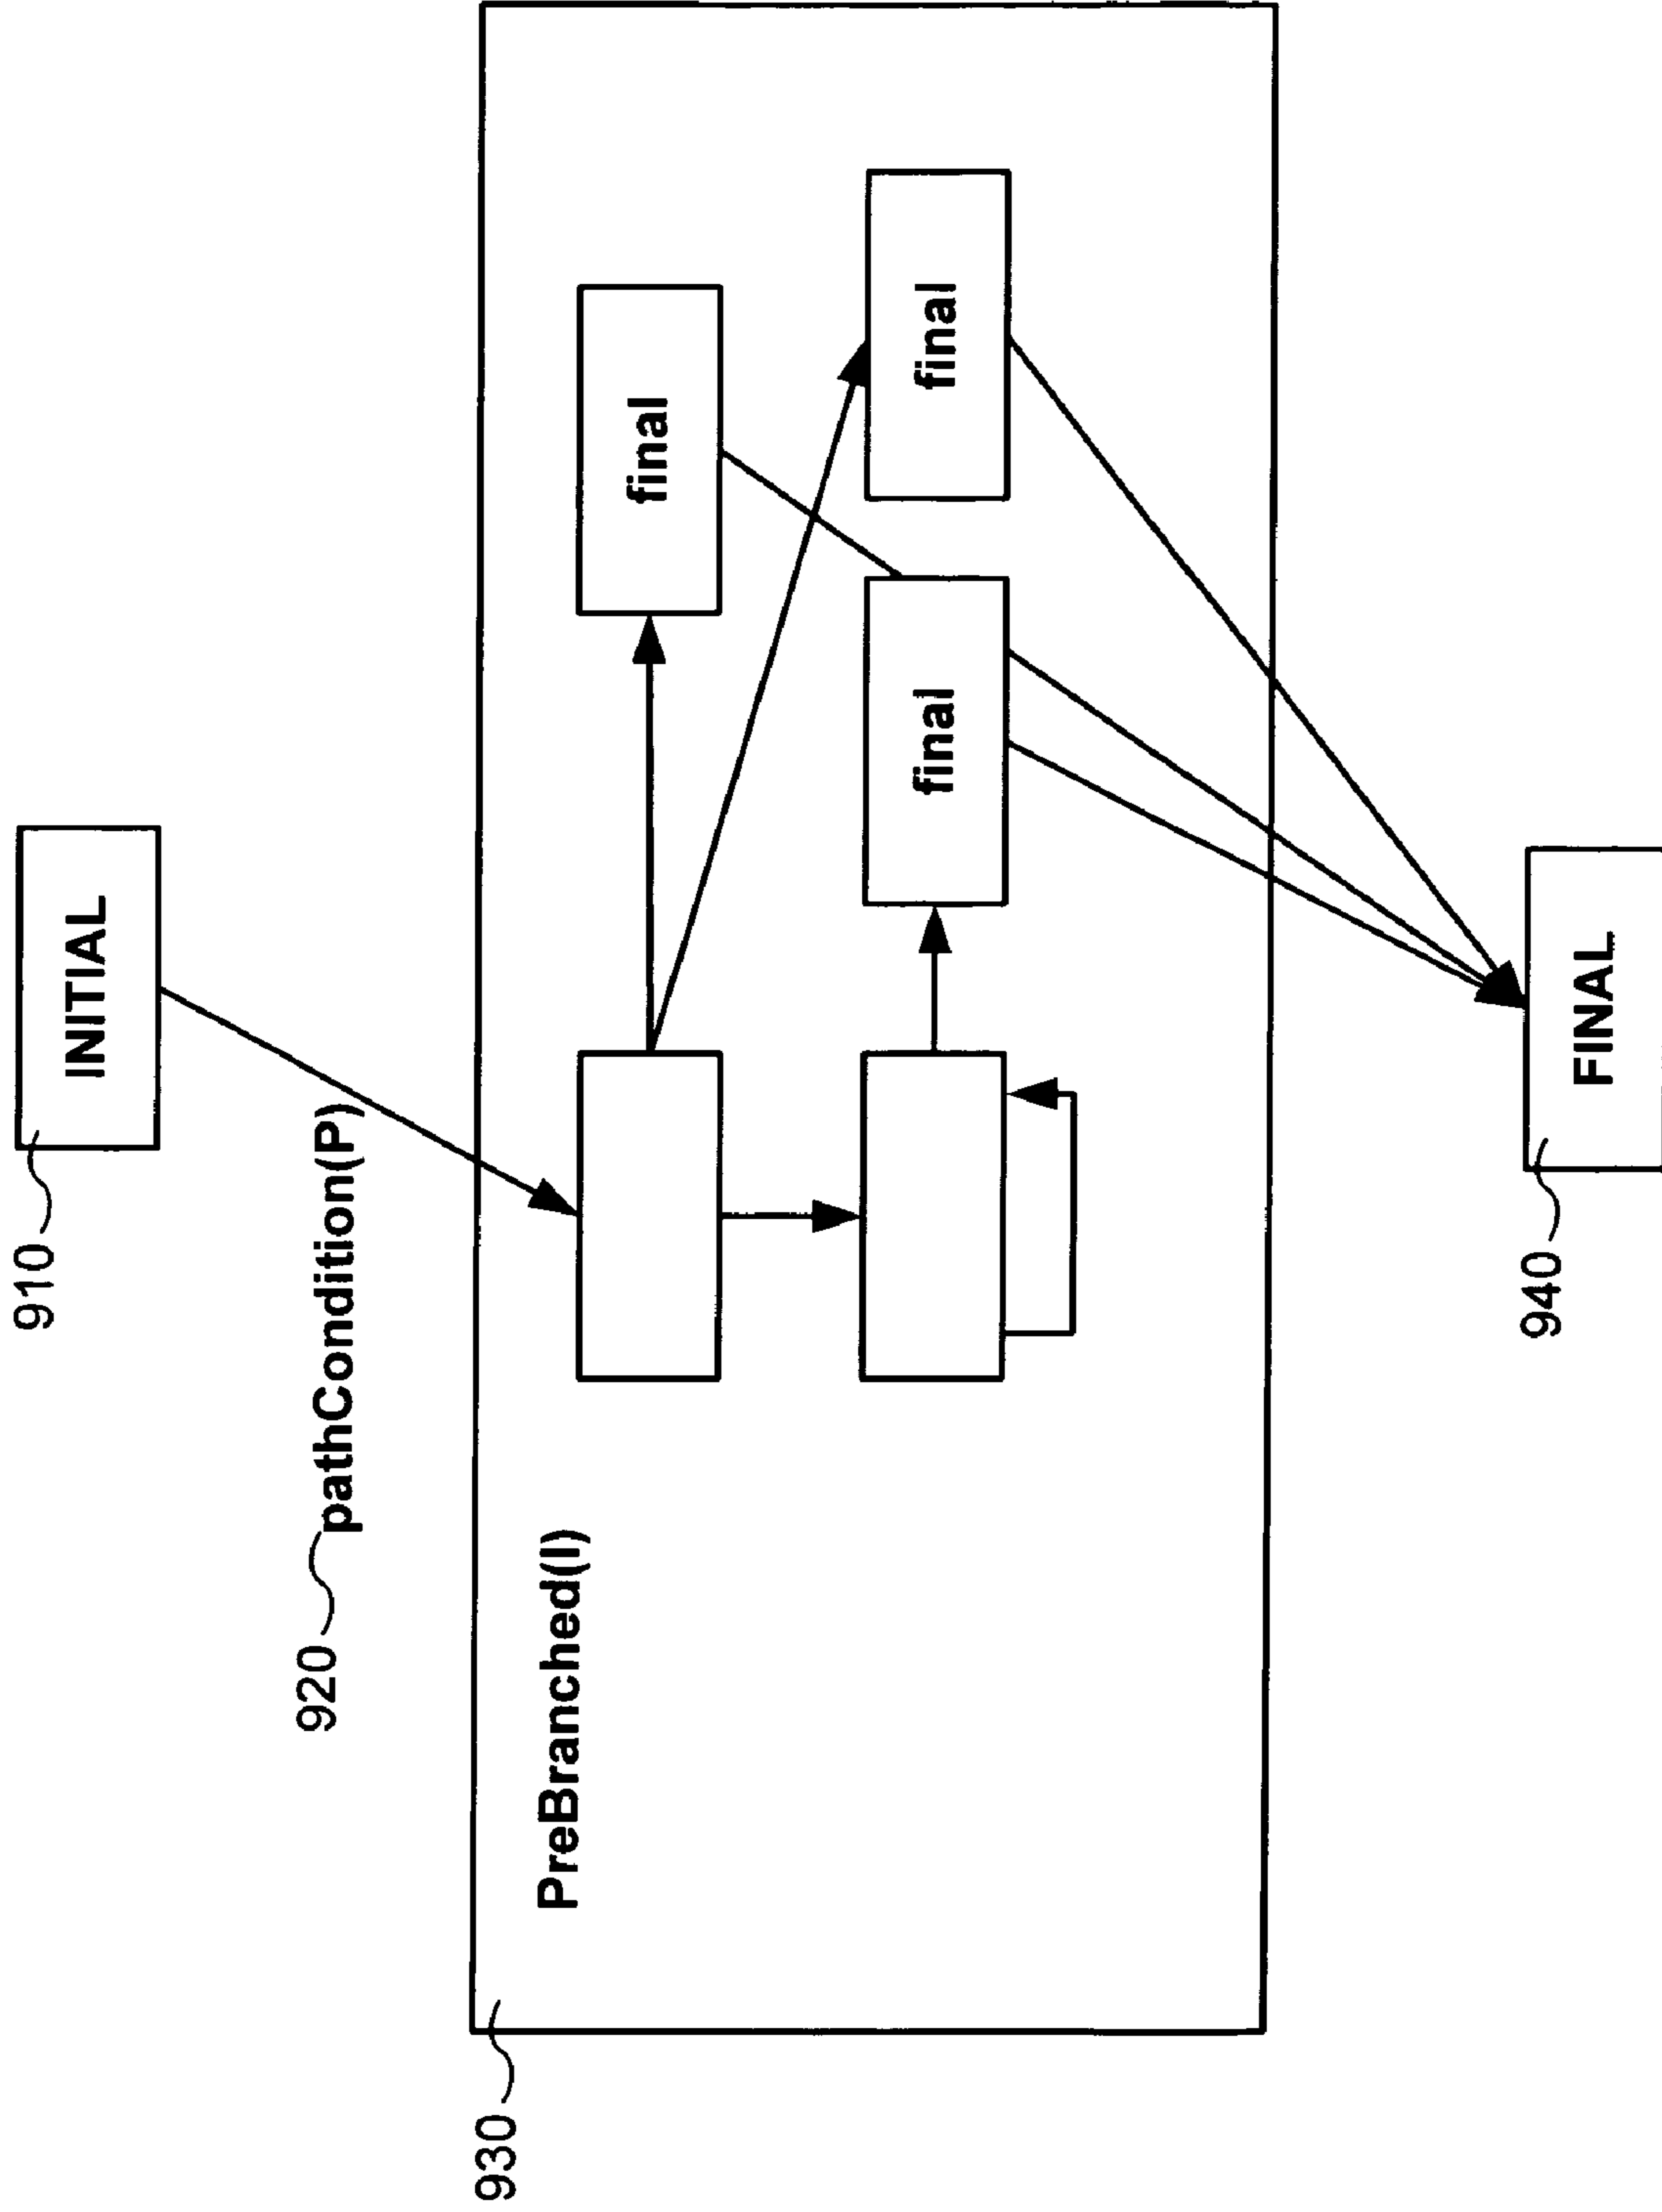 910
INITIAL
920
pathCondition(P)
930
PreBranched(I)
final
final
final
940
FINAL